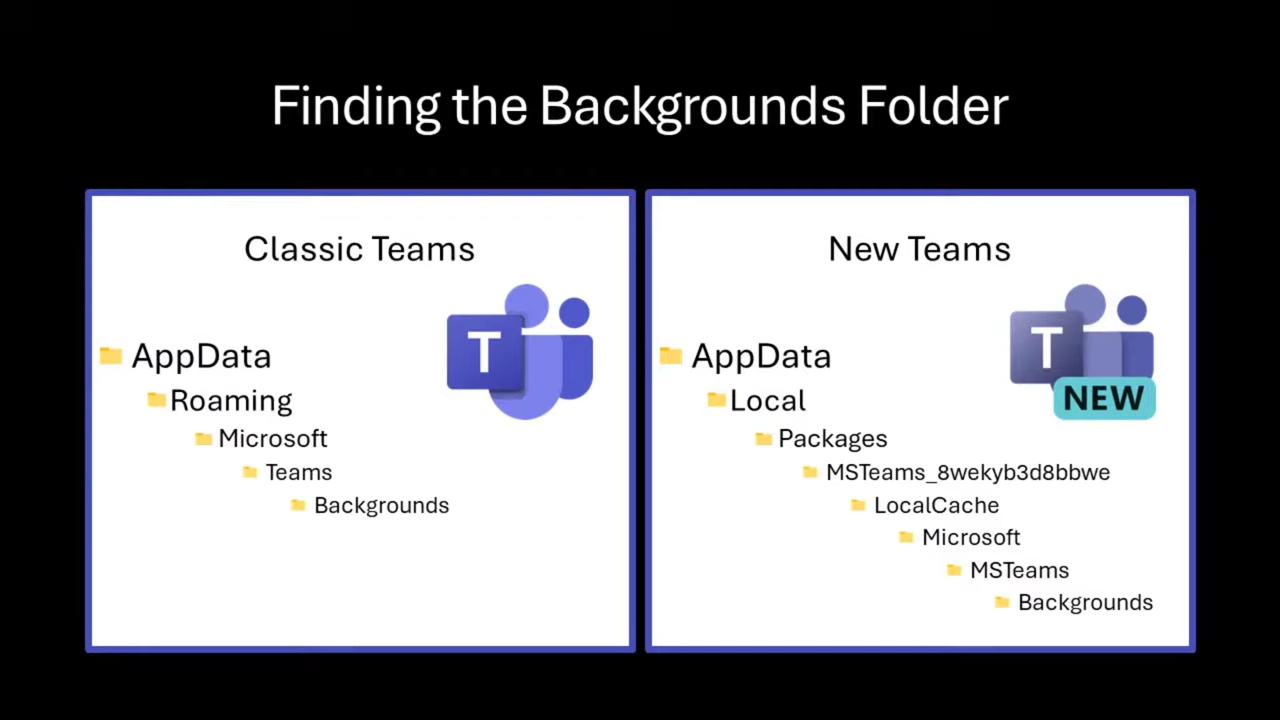 Finding the Backgrounds Folder
Classic Teams
T
AppData
Roaming
Microsoft
Teams
Backgrounds
New Teams
T
NEW
AppData
Local
Packages
MSTeams_8wekyb3d8bbwe
LocalCache
Microsoft
MSTeams
Backgrounds